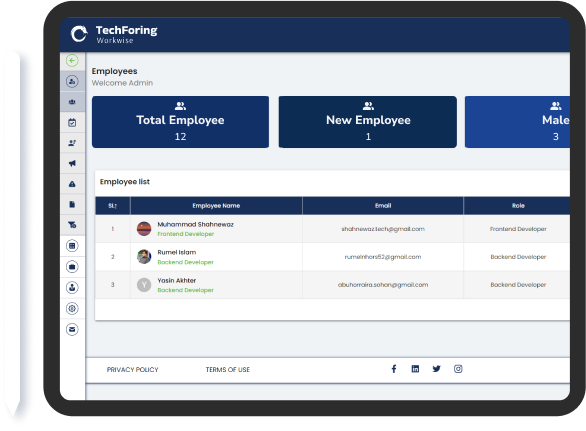 TechForing
Workwise
Employees
Welcome Admin
Total Employee
12
New Employee
1
Male
3
Employee list
SL↑ Employee Name Email Role
1 Muhammad Shahnewaz shahnewaz.tech@gmail.com Frontend Developer
Frontend Developer
2 Rumel Islam rumelnhors52@gmail.com Backend Developer
Backend Developer
3 Y Yasin Akhter abuhorraira.sohan@gmail.com Backend Developer
Backend Developer
PRIVACY POLICY TERMS OF USE